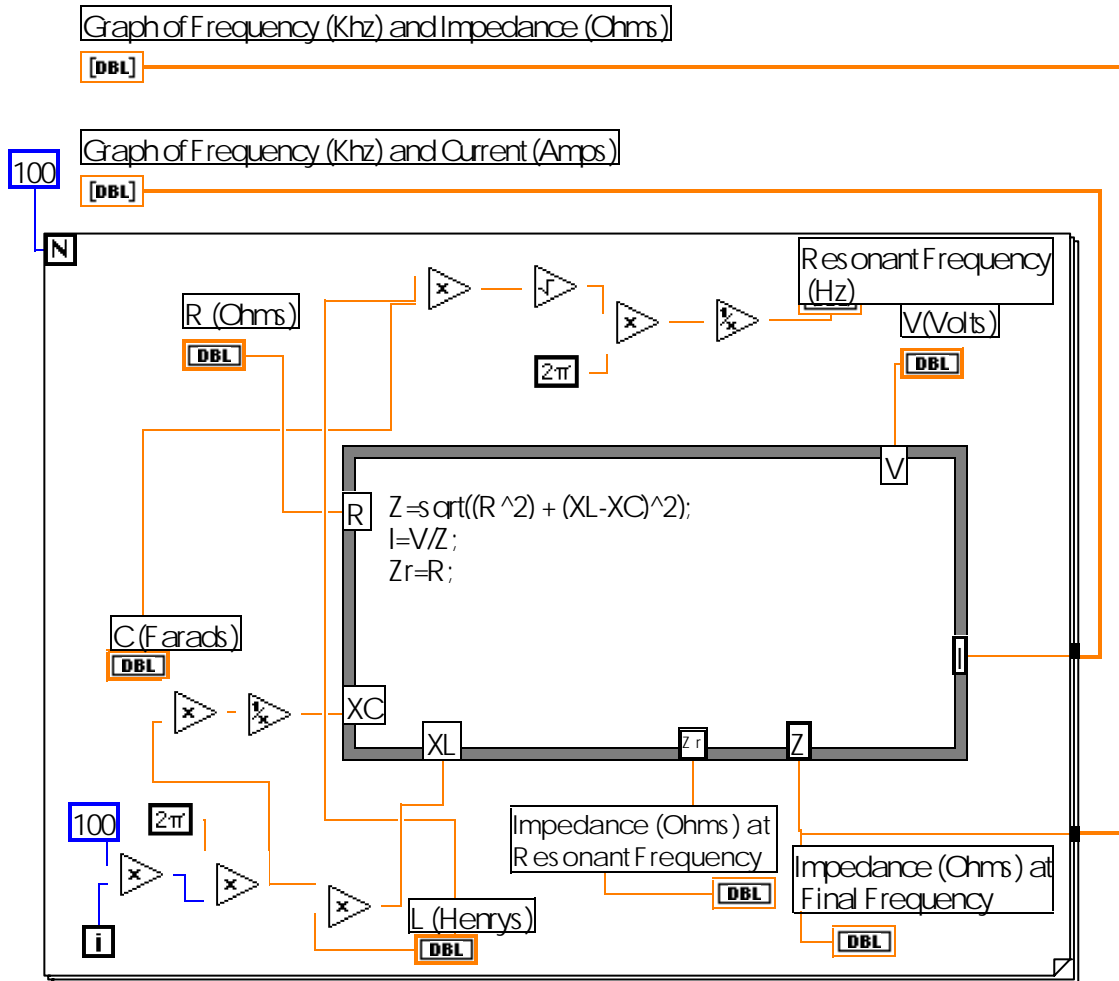 Graph of Frequency (Khz) and Impedance (Ohms)
[DBL]
Graph of Frequency (Khz) and Current (Amps)
100
[DBL]
N
Resonant Frequency
(Hz)
R (Ohms)
DBL
x
√
x
1/x
2π
V(Volts)
DBL
V
R
Z=sqrt((R^2) + (XL-XC)^2);
I=V/Z;
Zr=R;
C (Farads)
DBL
I
x
1/x
XC
XL
Zr
Z
100
2π
x
x
x
i
L (Henrys)
DBL
Impedance (Ohms) at
Resonant Frequency
DBL
Impedance (Ohms) at
Final Frequency
DBL